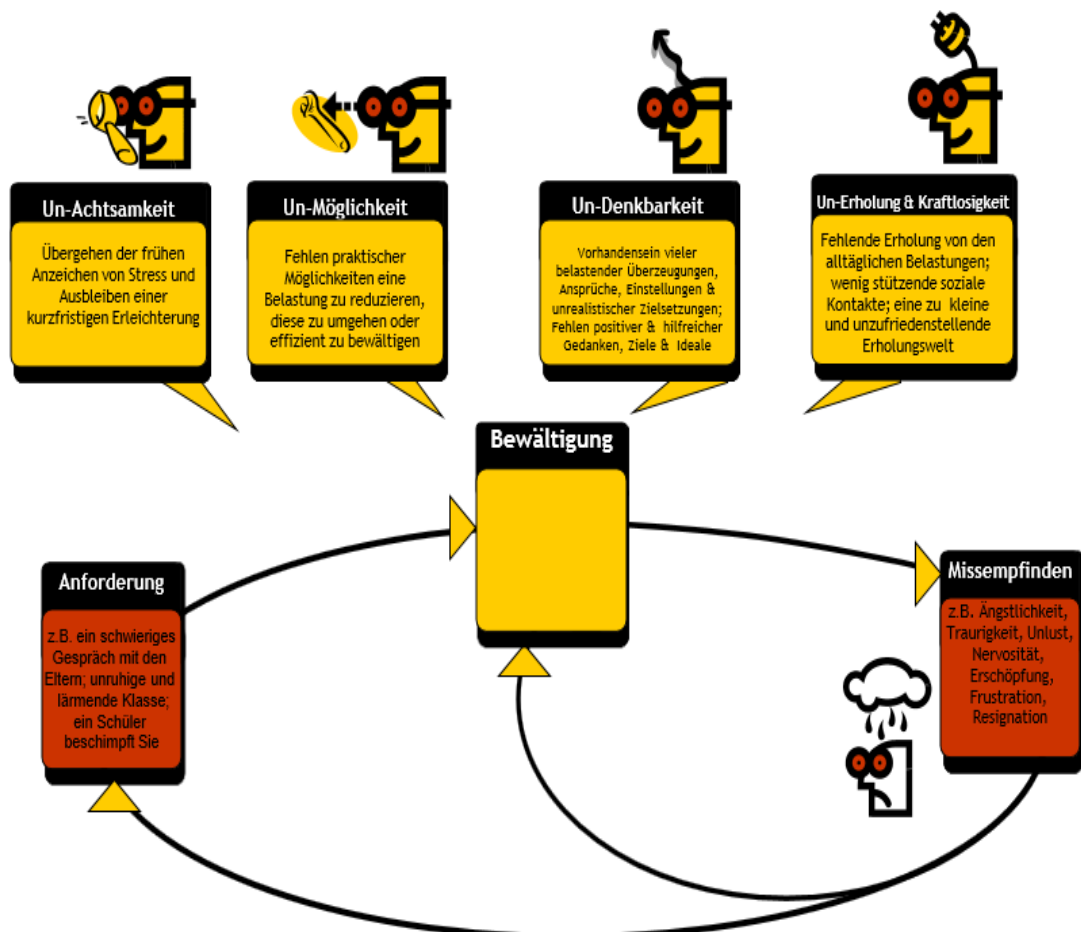 Un-Achtsamkeit
Übergehen der frühen
Anzeichen von Stress und
Ausbleiben einer
kurzfristigen Erleichterung
Un-Möglichkeit
Fehlen praktischer
Möglichkeiten eine
Belastung zu reduzieren,
diese zu umgehen oder
effizient zu bewältigen
Un-Denkbarkeit
Vorhandensein vieler
belastender Überzeugungen,
Ansprüche, Einstellungen &
unrealistischer Zielsetzungen;
Fehlen positiver & hilfreicher
Gedanken, Ziele & Ideale
Un-Erholung & Kraftlosigkeit
Fehlende Erholung von den
alltäglichen Belastungen;
wenig stützende soziale
Kontakte; eine zu kleine
und unzufriedenstellende
Erholungswelt
Bewältigung
Anforderung
z.B. ein schwieriges
Gespräch mit den
Eltern; unruhige und
lärmende Klasse;
ein Schüler
beschimpft Sie
Missempfinden
z.B. Ängstlichkeit,
Traurigkeit, Unlust,
Nervosität,
Erschöpfung,
Frustration,
Resignation